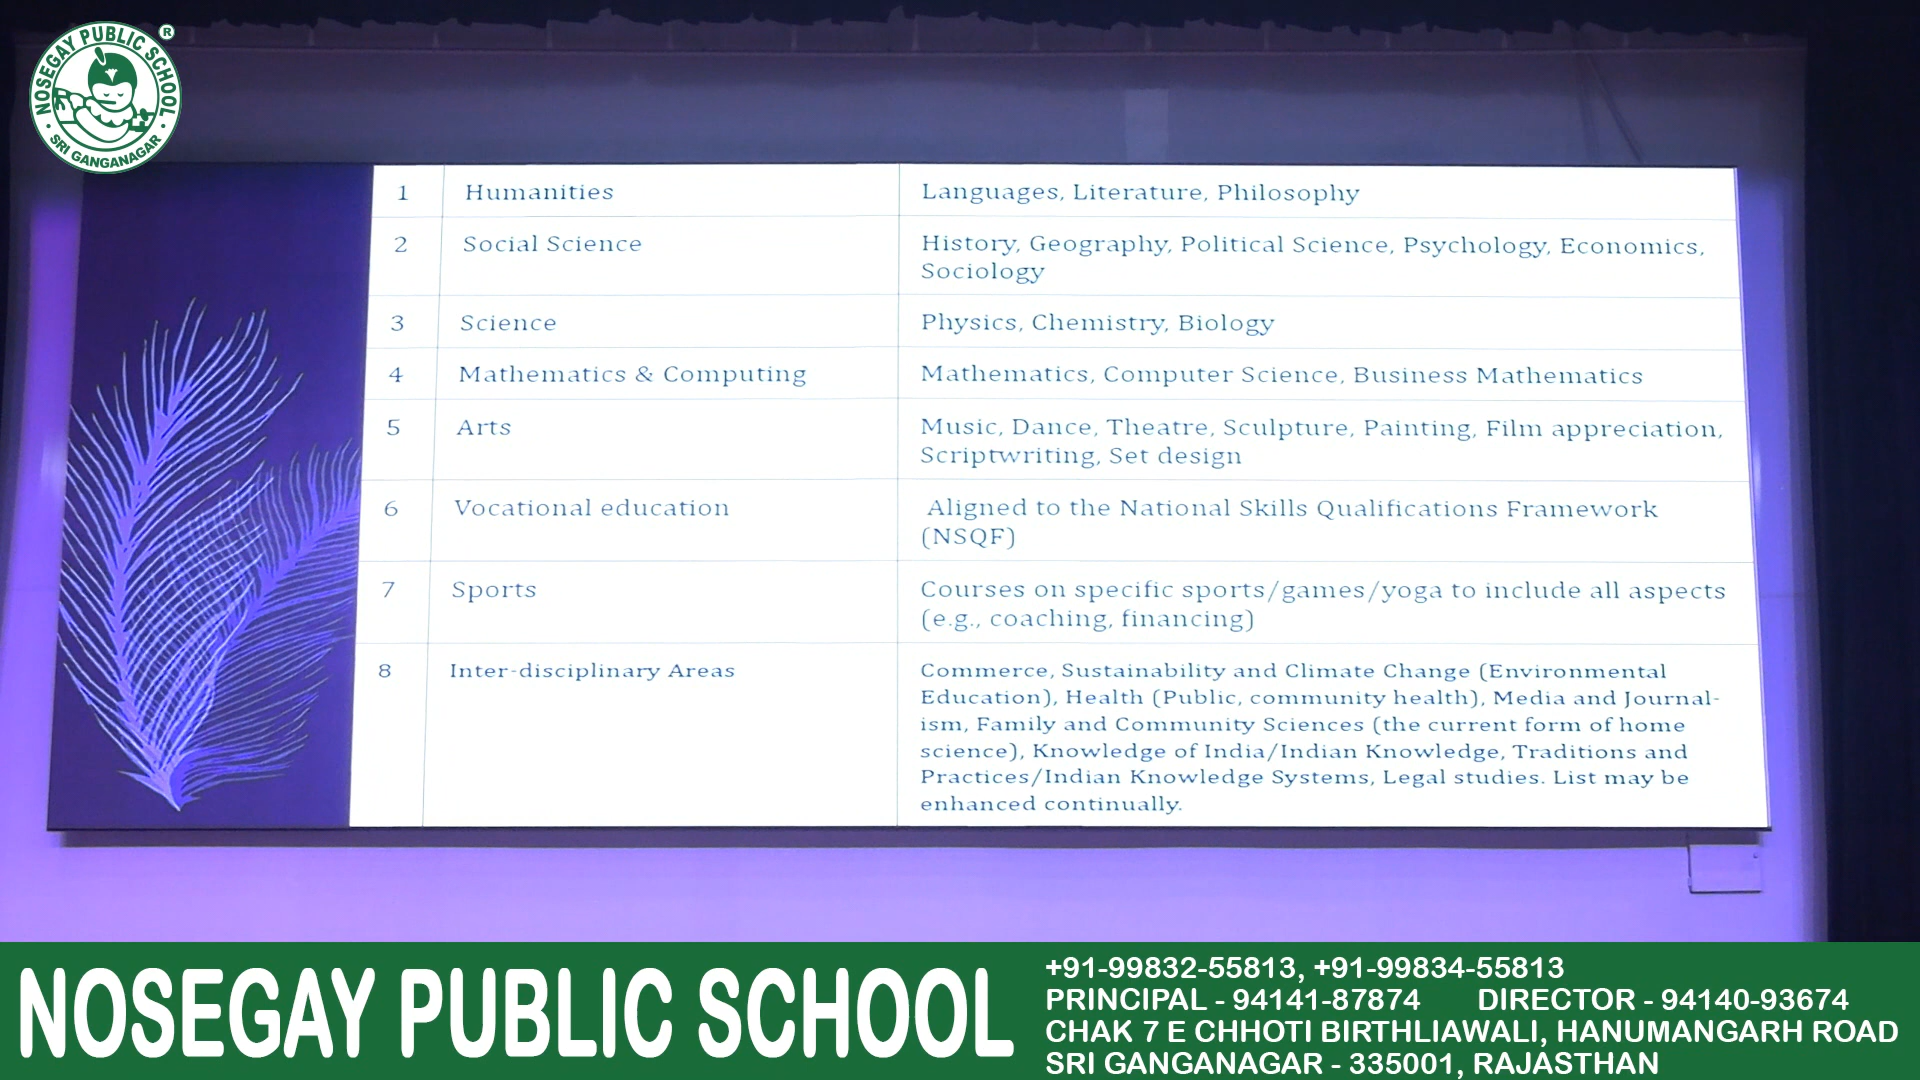 NOSEGAY PUBLIC SCHOOL ®
• SRI GANGANAGAR •
1 Humanities Languages, Literature, Philosophy
2 Social Science History, Geography, Political Science, Psychology, Economics,
Sociology
3 Science Physics, Chemistry, Biology
4 Mathematics & Computing Mathematics, Computer Science, Business Mathematics
5 Arts Music, Dance, Theatre, Sculpture, Painting, Film appreciation,
Scriptwriting, Set design
6 Vocational education Aligned to the National Skills Qualifications Framework
(NSQF)
7 Sports Courses on specific sports/games/yoga to include all aspects
(e.g., coaching, financing)
8 Inter-disciplinary Areas Commerce, Sustainability and Climate Change (Environmental
Education), Health (Public, community health), Media and Journal-
ism, Family and Community Sciences (the current form of home
science), Knowledge of India/Indian Knowledge, Traditions and
Practices/Indian Knowledge Systems, Legal studies. List may be
enhanced continually.
NOSEGAY PUBLIC SCHOOL
+91-99832-55813, +91-99834-55813
PRINCIPAL - 94141-87874 DIRECTOR - 94140-93674
CHAK 7 E CHHOTI BIRTHLIAWALI, HANUMANGARH ROAD
SRI GANGANAGAR - 335001, RAJASTHAN